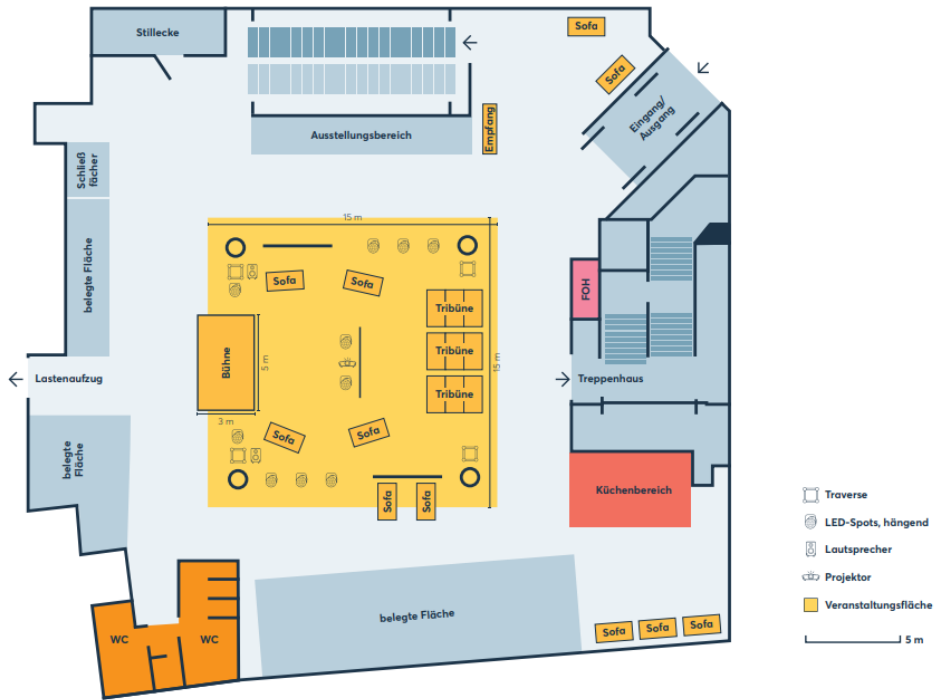 Stillecke
Sofa
Sofa
Eingang/
Ausgang
Empfang
Ausstellungsbereich
Schließ
fächer
belegte Fläche
15 m
Sofa
Sofa
FOH
Tribüne
Tribüne
Tribüne
15 m
Bühne
5 m
3 m
Lastenaufzug
Treppenhaus
belegte
Fläche
Sofa
Sofa
Sofa
Sofa
Küchenbereich
belegte Fläche
WC
WC
Sofa
Sofa
Sofa
Traverse
LED-Spots, hängend
Lautsprecher
Projektor
Veranstaltungsfläche
5 m